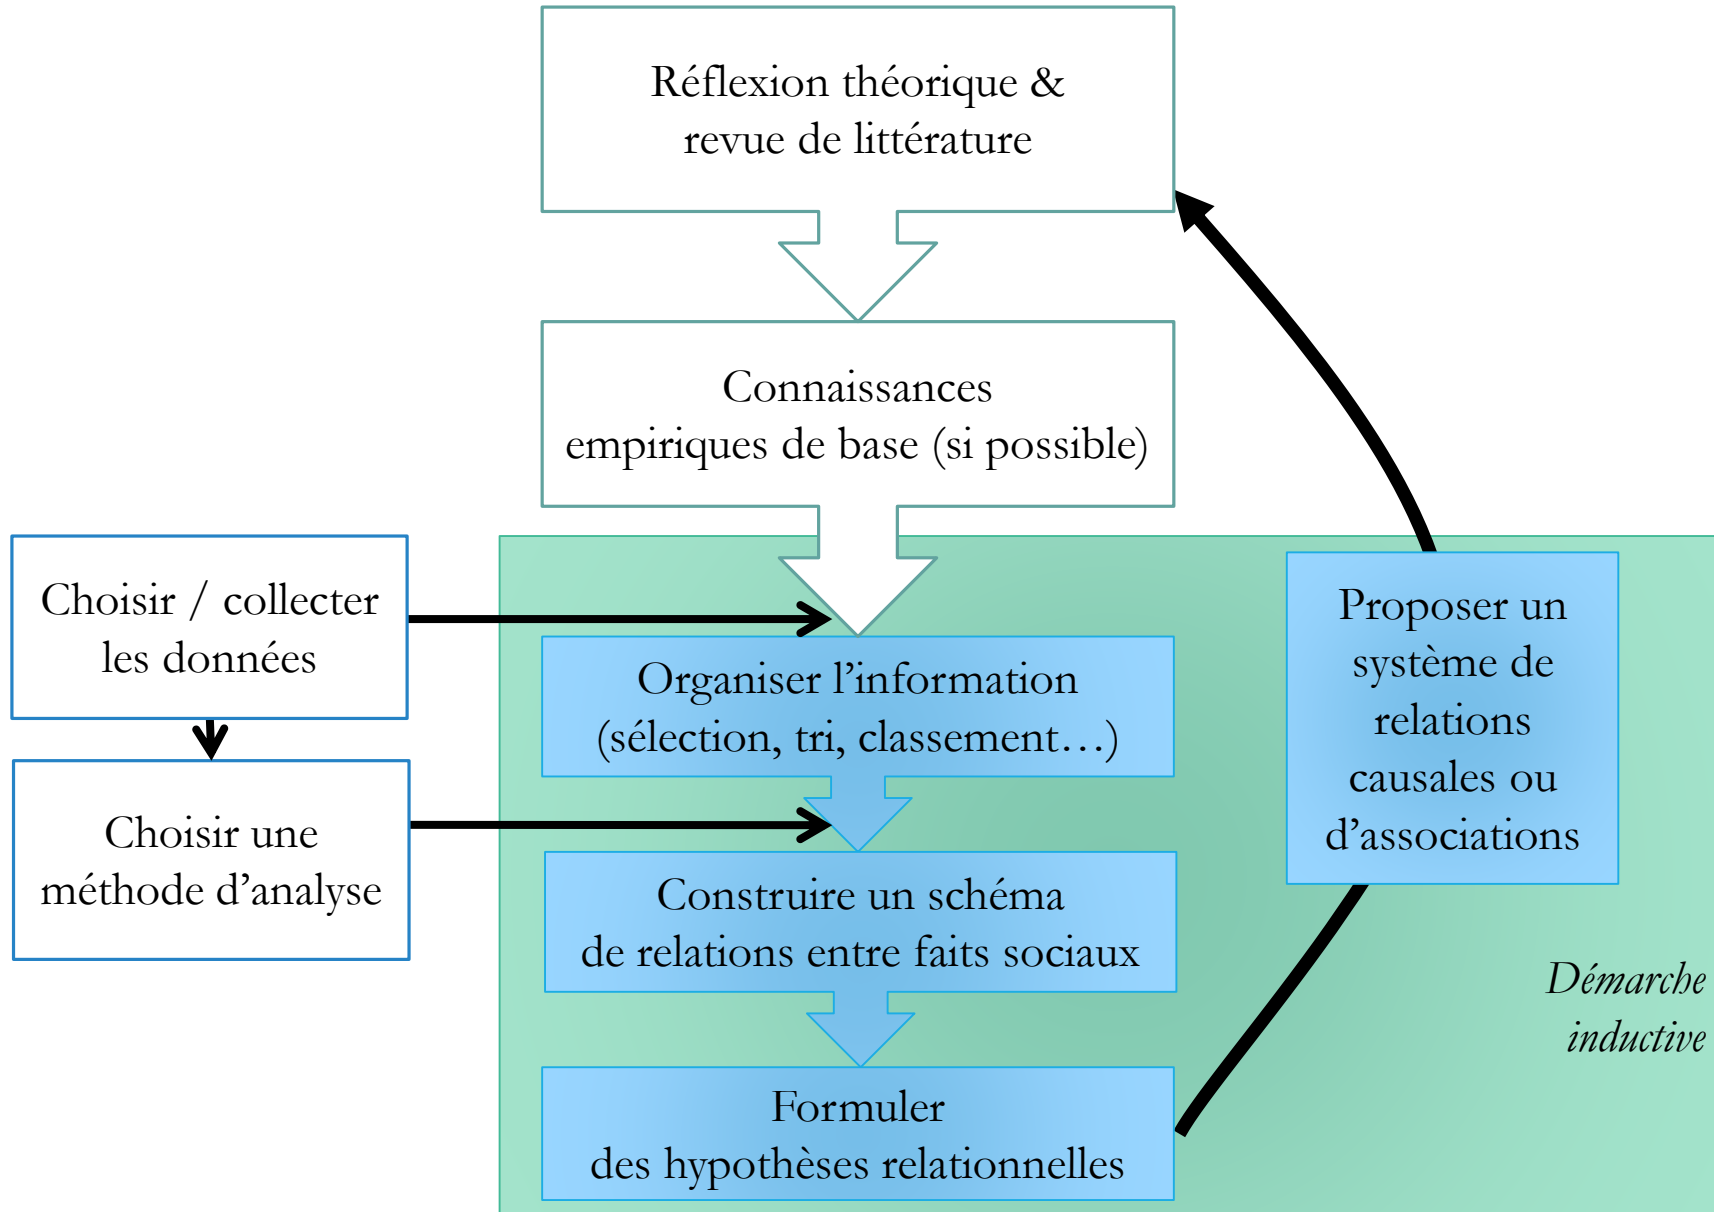 Réflexion théorique &
revue de littérature
Connaissances
empiriques de base (si possible)
Choisir / collecter
les données
Organiser l’information
(sélection, tri, classement…)
Choisir une
méthode d’analyse
Construire un schéma
de relations entre faits sociaux
Formuler
des hypothèses relationnelles
Proposer un
système de
relations
causales ou
d’associations
Démarche
inductive